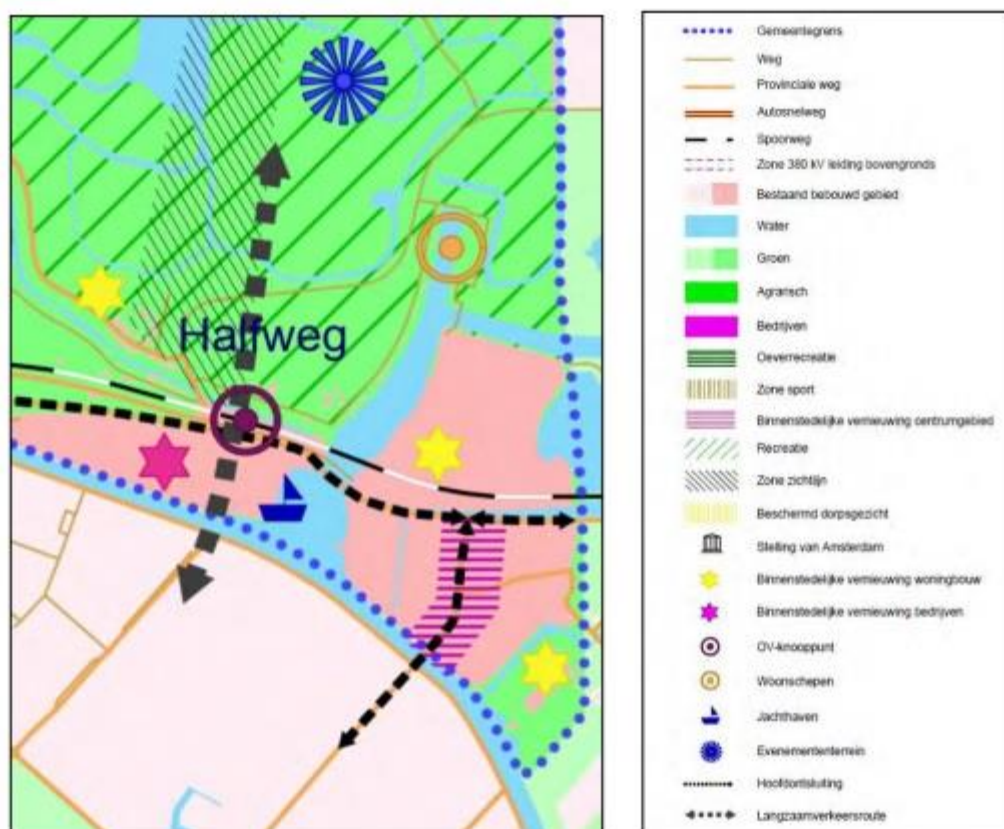 Halfweg
Gemeentegrens
Weg
Provinciale weg
Autosnelweg
Spoorweg
Zone 380 kV leiding bovengronds
Bestaand bebouwd gebied
Water
Groen
Agrarisch
Bedrijven
Oeverrecreatie
Zone sport
Binnenstedelijke vernieuwing centrumgebied
Recreatie
Zone zichtlijn
Beschermd dorpsgezicht
Stelling van Amsterdam
Binnenstedelijke vernieuwing woningbouw
Binnenstedelijke vernieuwing bedrijven
OV-knooppunt
Woonschepen
Jachthaven
Evenemententerrein
Hoofdontsluiting
Langzaamverkeersroute